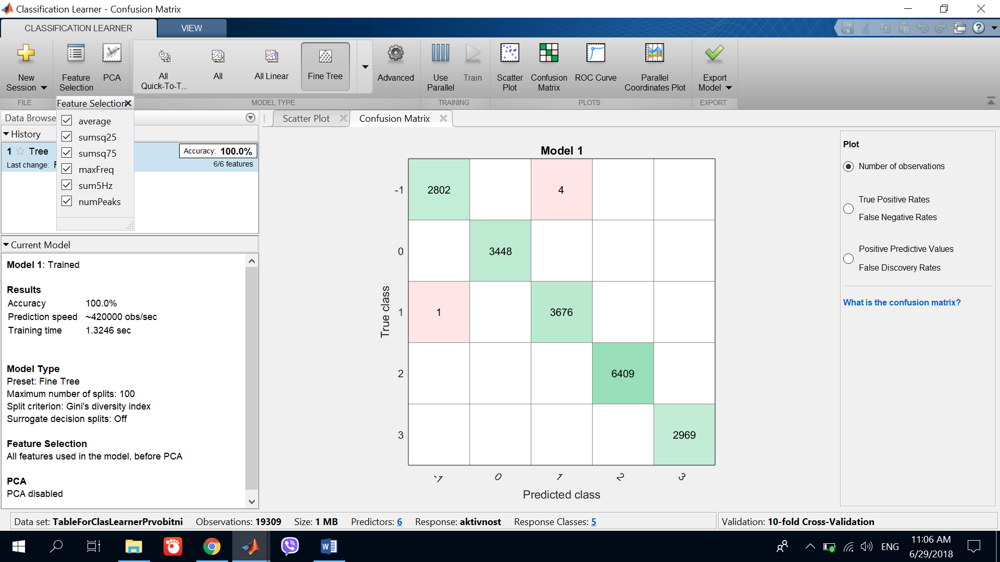 Classification Learner - Confusion Matrix
CLASSIFICATION LEARNER
VIEW
New
Session
Feature
Selection
PCA
All
Quick-To-T...
All
All Linear
Fine Tree
Advanced
Use
Parallel
Train
Scatter
Plot
Confusion
Matrix
ROC Curve
Parallel
Coordinates Plot
Export
Model
FILE
MODEL TYPE
TRAINING
PLOTS
EXPORT
Feature Selection
average
sumsq25
sumsq75
maxFreq
sum5Hz
numPeaks
Data Browse
History
1 Tree
Accuracy: 100.0%
Last change:
6/6 features
Current Model
Model 1: Trained
Results
Accuracy 100.0%
Prediction speed ~420000 obs/sec
Training time 1.3246 sec
Model Type
Preset: Fine Tree
Maximum number of splits: 100
Split criterion: Gini's diversity index
Surrogate decision splits: Off
Feature Selection
All features used in the model, before PCA
PCA
PCA disabled
Scatter Plot
Confusion Matrix
Model 1
True class
-1 2802 4
0 3448
1 1 3676
2 6409
3 2969
-1 0 1 2 3
Predicted class
Plot
Number of observations
True Positive Rates
False Negative Rates
Positive Predictive Values
False Discovery Rates
What is the confusion matrix?
Data set: TableForClasLearnerPrvobitni Observations: 19309 Size: 1 MB Predictors: 6 Response: aktivnost Response Classes: 5
Validation: 10-fold Cross-Validation
ENG
11:06 AM
6/29/2018